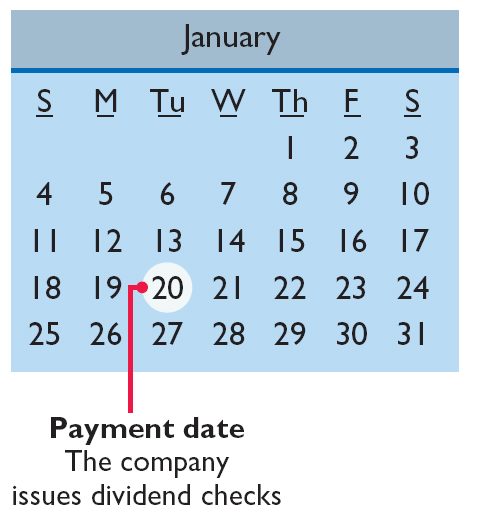 January
S M Tu W Th F S
1 2 3
4 5 6 7 8 9 10
11 12 13 14 15 16 17
18 19 20 21 22 23 24
25 26 27 28 29 30 31
Payment date
The company
issues dividend checks